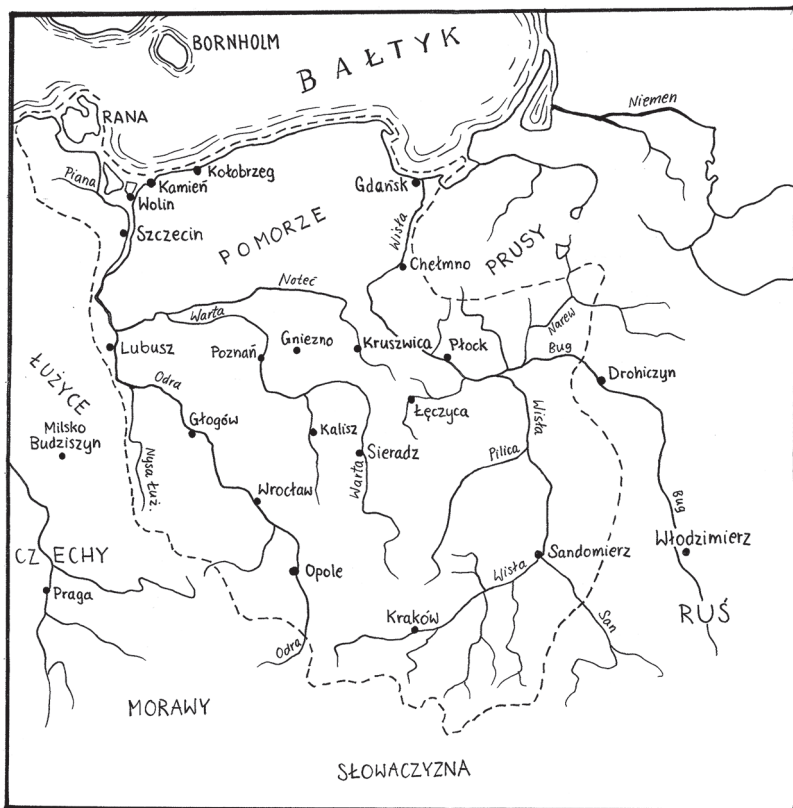 BORNHOLM
BAŁTYK
Niemen
RANA
Kołobrzeg
Piana
Kamień
Gdańsk
Wolin
Szczecin
POMORZE
Wisła
PRUSY
Chełmno
Noteć
Warta
Narew
Lubusz
Poznań
Gniezno
Kruszwica
Płock
Bug
ŁUŻYCE
Odra
Drohiczyn
Łęczyca
Wisła
Milsko
Budziszyn
Głogów
Kalisz
Sieradz
Pilica
Nysa Łuż.
Warta
Wrocław
Bug
Włodzimierz
CZECHY
Sandomierz
Opole
Wisła
Praga
Kraków
San
RUŚ
Odra
MORAWY
SŁOWACZYZNA